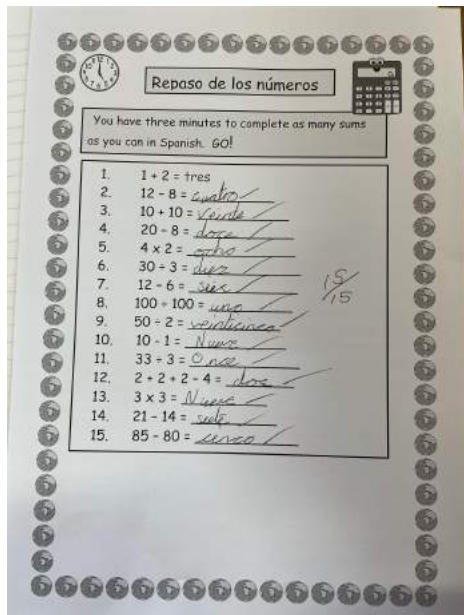 Repaso de los números
You have three minutes to complete as many sums
as you can in Spanish. GO!
1. 1 + 2 = tres
2. 12 - 8 = cuatro
3. 10 + 10 = veinte
4. 20 - 8 = doce
5. 4 x 2 = ocho
6. 30 ÷ 3 = diez
7. 12 - 6 = seis
8. 100 ÷ 100 = uno
9. 50 ÷ 2 = veinticinco
10. 10 - 1 = Nueve
11. 33 ÷ 3 = Once
12. 2 + 2 + 2 - 4 = dos
13. 3 x 3 = Nueve
14. 21 - 14 = siete
15. 85 - 80 =
15/15